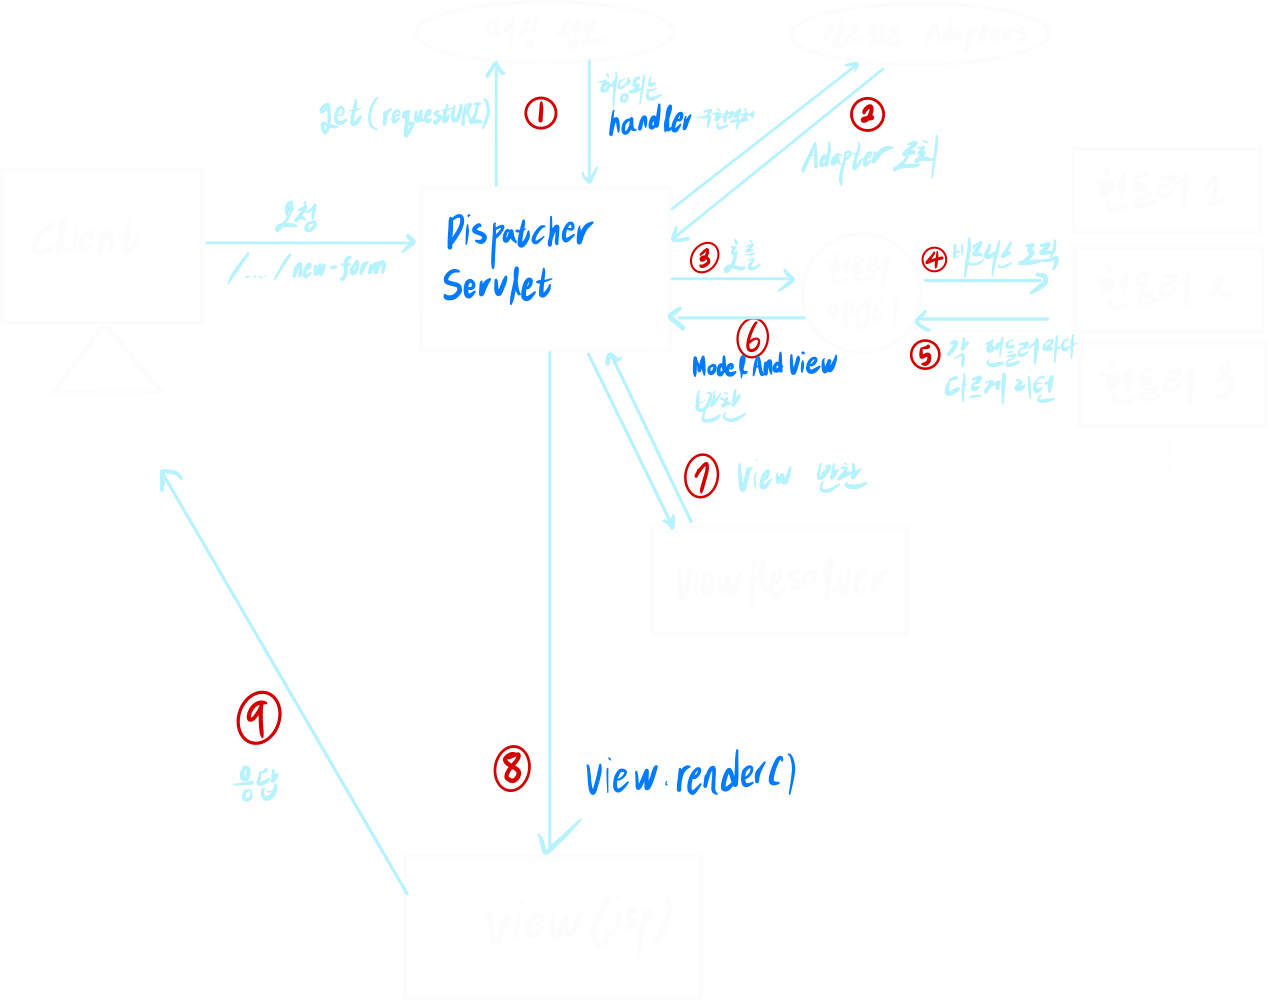 매핑 정보
Adapters
get(requestURI)
①
해당되는
handler 구현객체
②
Adapter 조회
Client
요청
/.... /new-form
Dispatcher
Servlet
③ 호출
핸들러
어댑터
④ 비즈니스 로직
핸들러 1
핸들러 2
핸들러 3
⑥
Model And View
반환
⑤ 각 핸들러마다
다르게 리턴
⑦ View 반환
View Resolver
⑨
응답
⑧ View.render()
View(jsp)